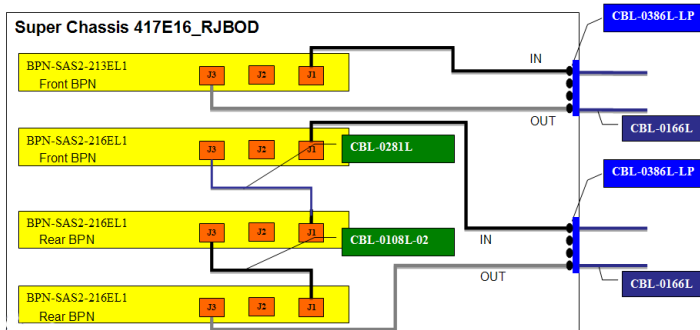 Super Chassis 417E16_RJBOD
CBL-0386L-LP
BPN-SAS2-213EL1
Front BPN
J3
J2
J1
IN
OUT
CBL-0166L
BPN-SAS2-216EL1
Front BPN
J3
J2
J1
CBL-0281L
CBL-0386L-LP
BPN-SAS2-216EL1
Rear BPN
J3
J2
J1
CBL-0108L-02
IN
OUT
CBL-0166L
BPN-SAS2-216EL1
Rear BPN
J3
J2
J1